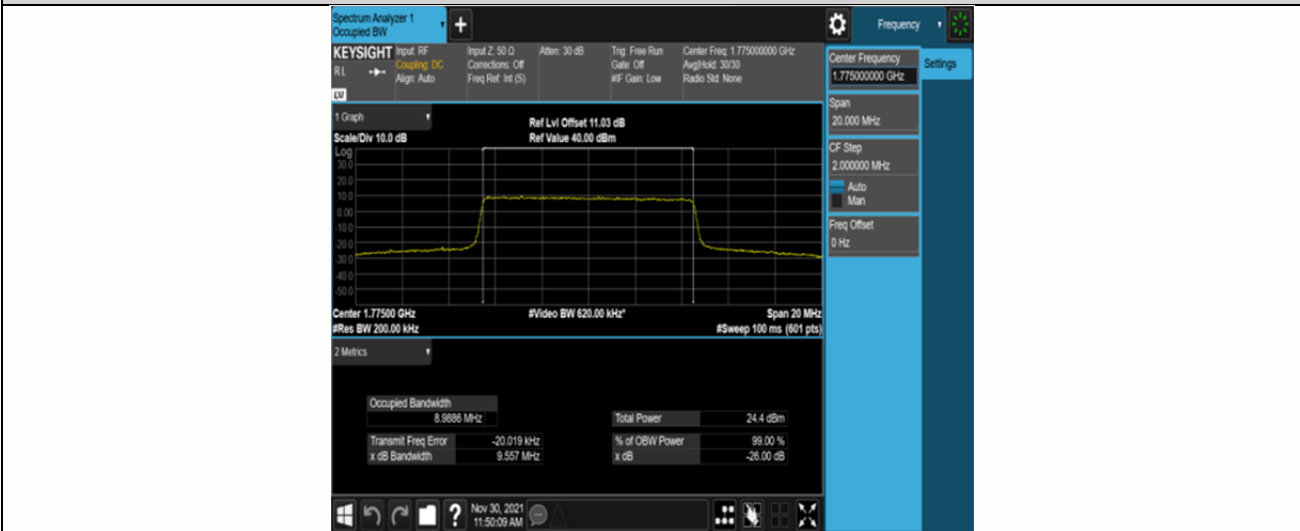 Spectrum Analyzer 1
Occupied BW
+
Frequency
KEYSIGHT
R L
Input: RF
Coupling: DC
Align: Auto
Input Z: 50 Ω
Corrections: Off
Freq Ref: Int (S)
Atten: 30 dB
Trig: Free Run
Gate: Off
#IF Gain: Low
Center Freq: 1.775000000 GHz
Avg|Hold: 30/30
Radio Std: None
Center Frequency
1.775000000 GHz
Settings
Span
20.000 MHz
CF Step
2.000000 MHz
Auto
Man
Freq Offset
0 Hz
1 Graph
Scale/Div 10.0 dB
Ref Lvl Offset 11.03 dB
Ref Value 40.00 dBm
Log
30.0
20.0
10.0
0.00
-10.0
-20.0
-30.0
-40.0
-50.0
Center 1.77500 GHz
#Video BW 620.00 kHz*
Span 20 MHz
#Res BW 200.00 kHz
#Sweep 100 ms (601 pts)
2 Metrics
Occupied Bandwidth
8.9886 MHz
Total Power 24.4 dBm
Transmit Freq Error -20.019 kHz
% of OBW Power 99.00 %
x dB Bandwidth 9.557 MHz
x dB -26.00 dB
?
Nov 30, 2021
11:50:09 AM